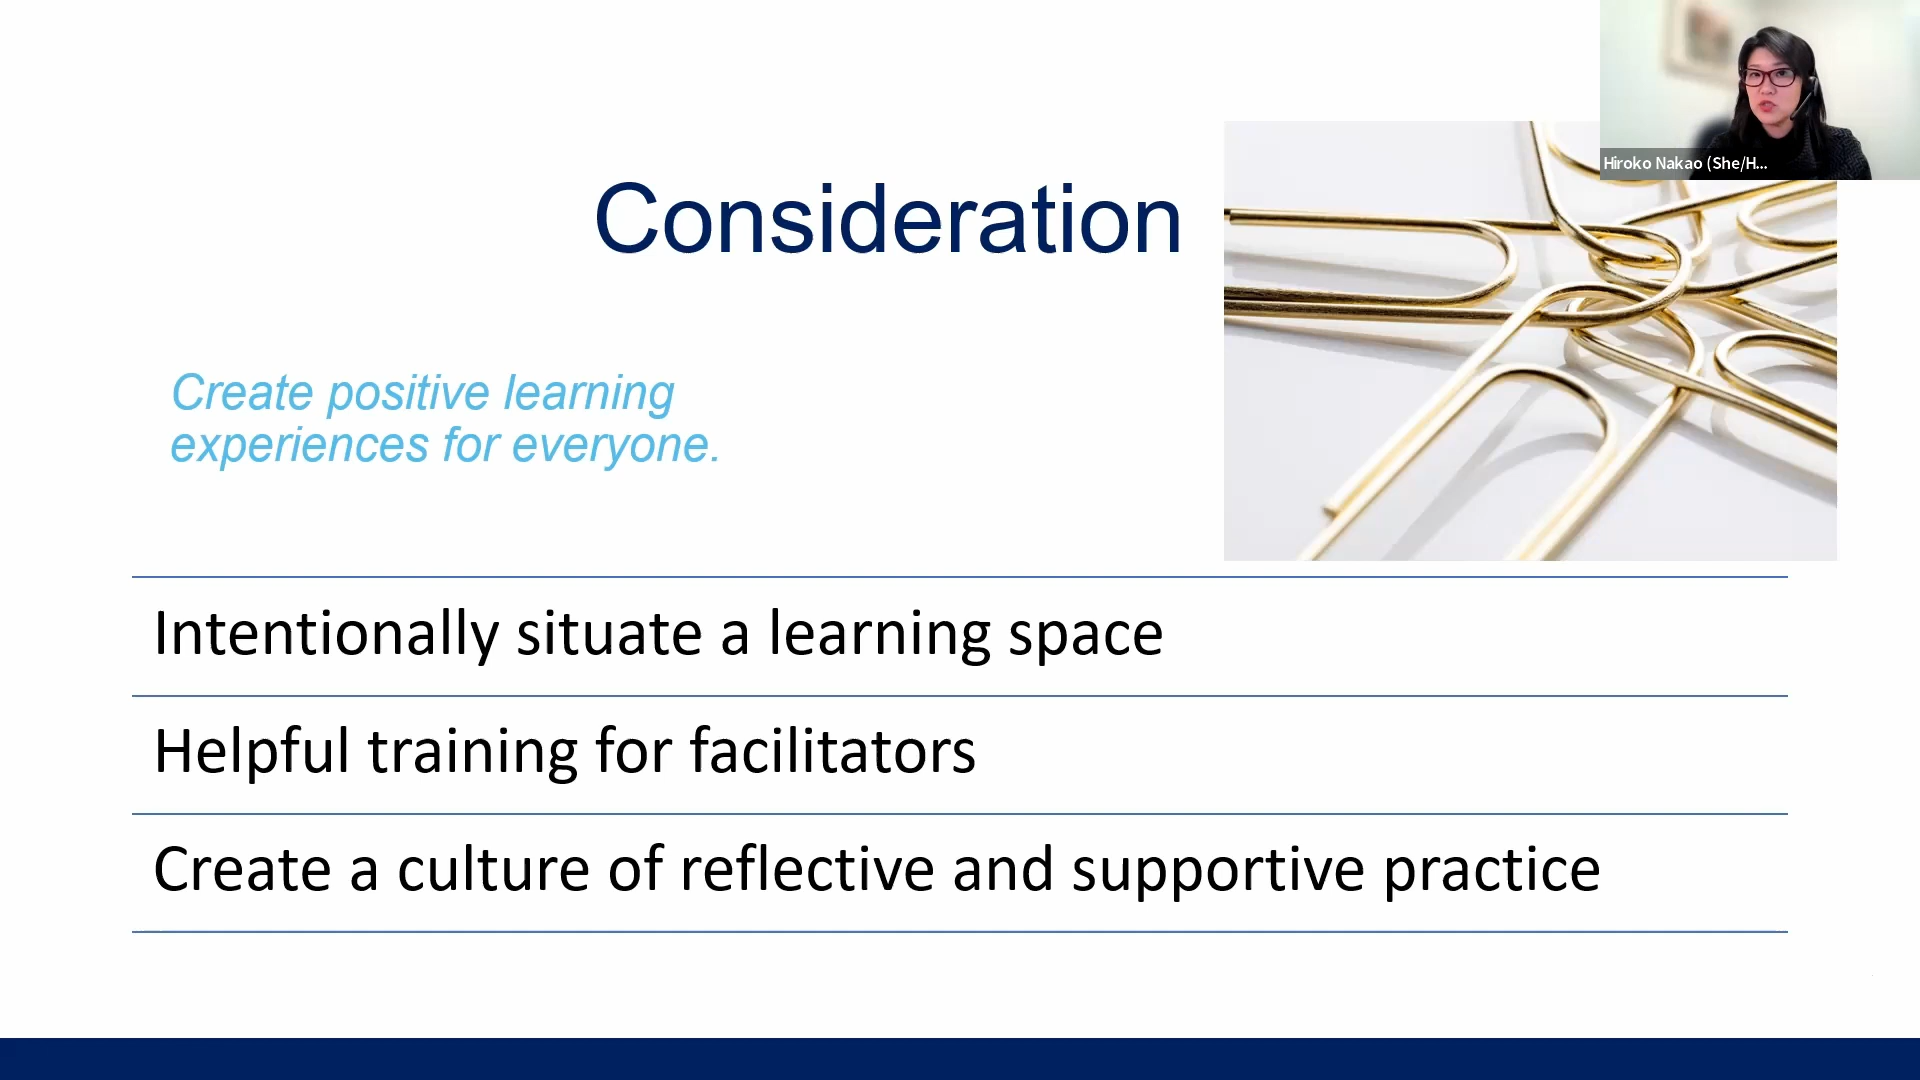 Hiroko Nakao (She/H...
Consideration
Create positive learning
experiences for everyone.
Intentionally situate a learning space
Helpful training for facilitators
Create a culture of reflective and supportive practice